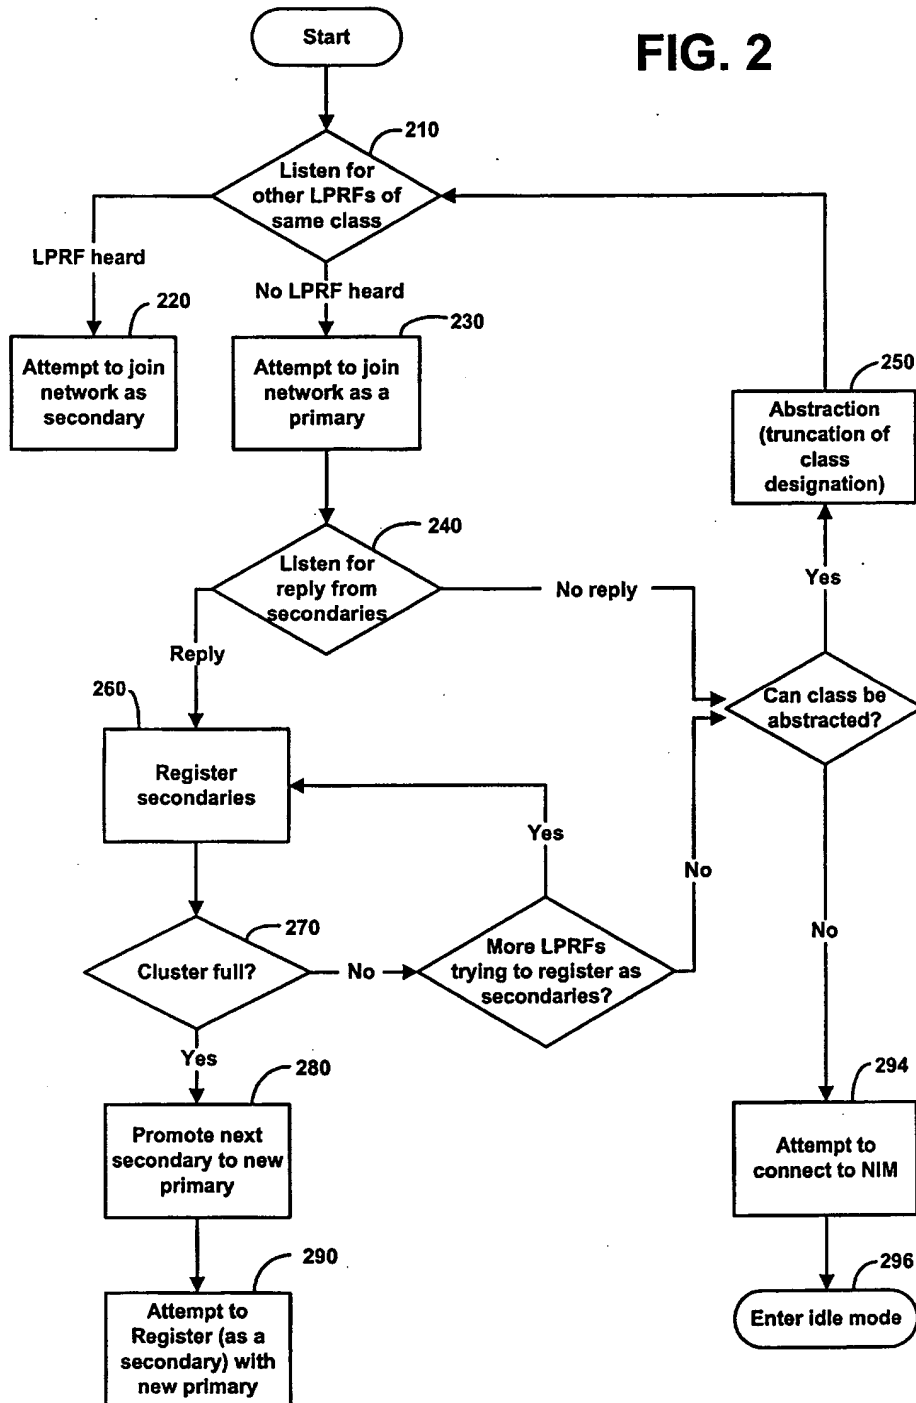 Start
FIG. 2
210
Listen for
other LPRFs of
same class
LPRF heard
No LPRF heard
220
Attempt to join
network as
secondary
230
Attempt to join
network as a
primary
250
Abstraction
(truncation of
class
designation)
240
Listen for
reply from
secondaries
No reply
Yes
Reply
Can class be
abstracted?
260
Register
secondaries
Yes
No
No
270
Cluster full?
No
More LPRFs
trying to register as
secondaries?
Yes
280
Promote next
secondary to new
primary
294
Attempt to
connect to NIM
290
Attempt to
Register (as a
secondary) with
new primary
296
Enter idle mode